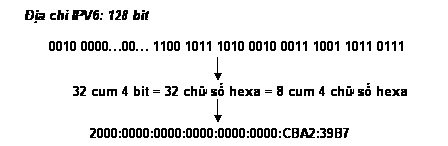 Địa chỉ IPV6: 128 bit
0010 0000...00... 1100 1011 1010 0010 0011 1001 1011 0111
32 cum 4 bit = 32 chữ số hexa = 8 cum 4 chữ số hexa
2000:0000:0000:0000:0000:0000:CBA2:39B7